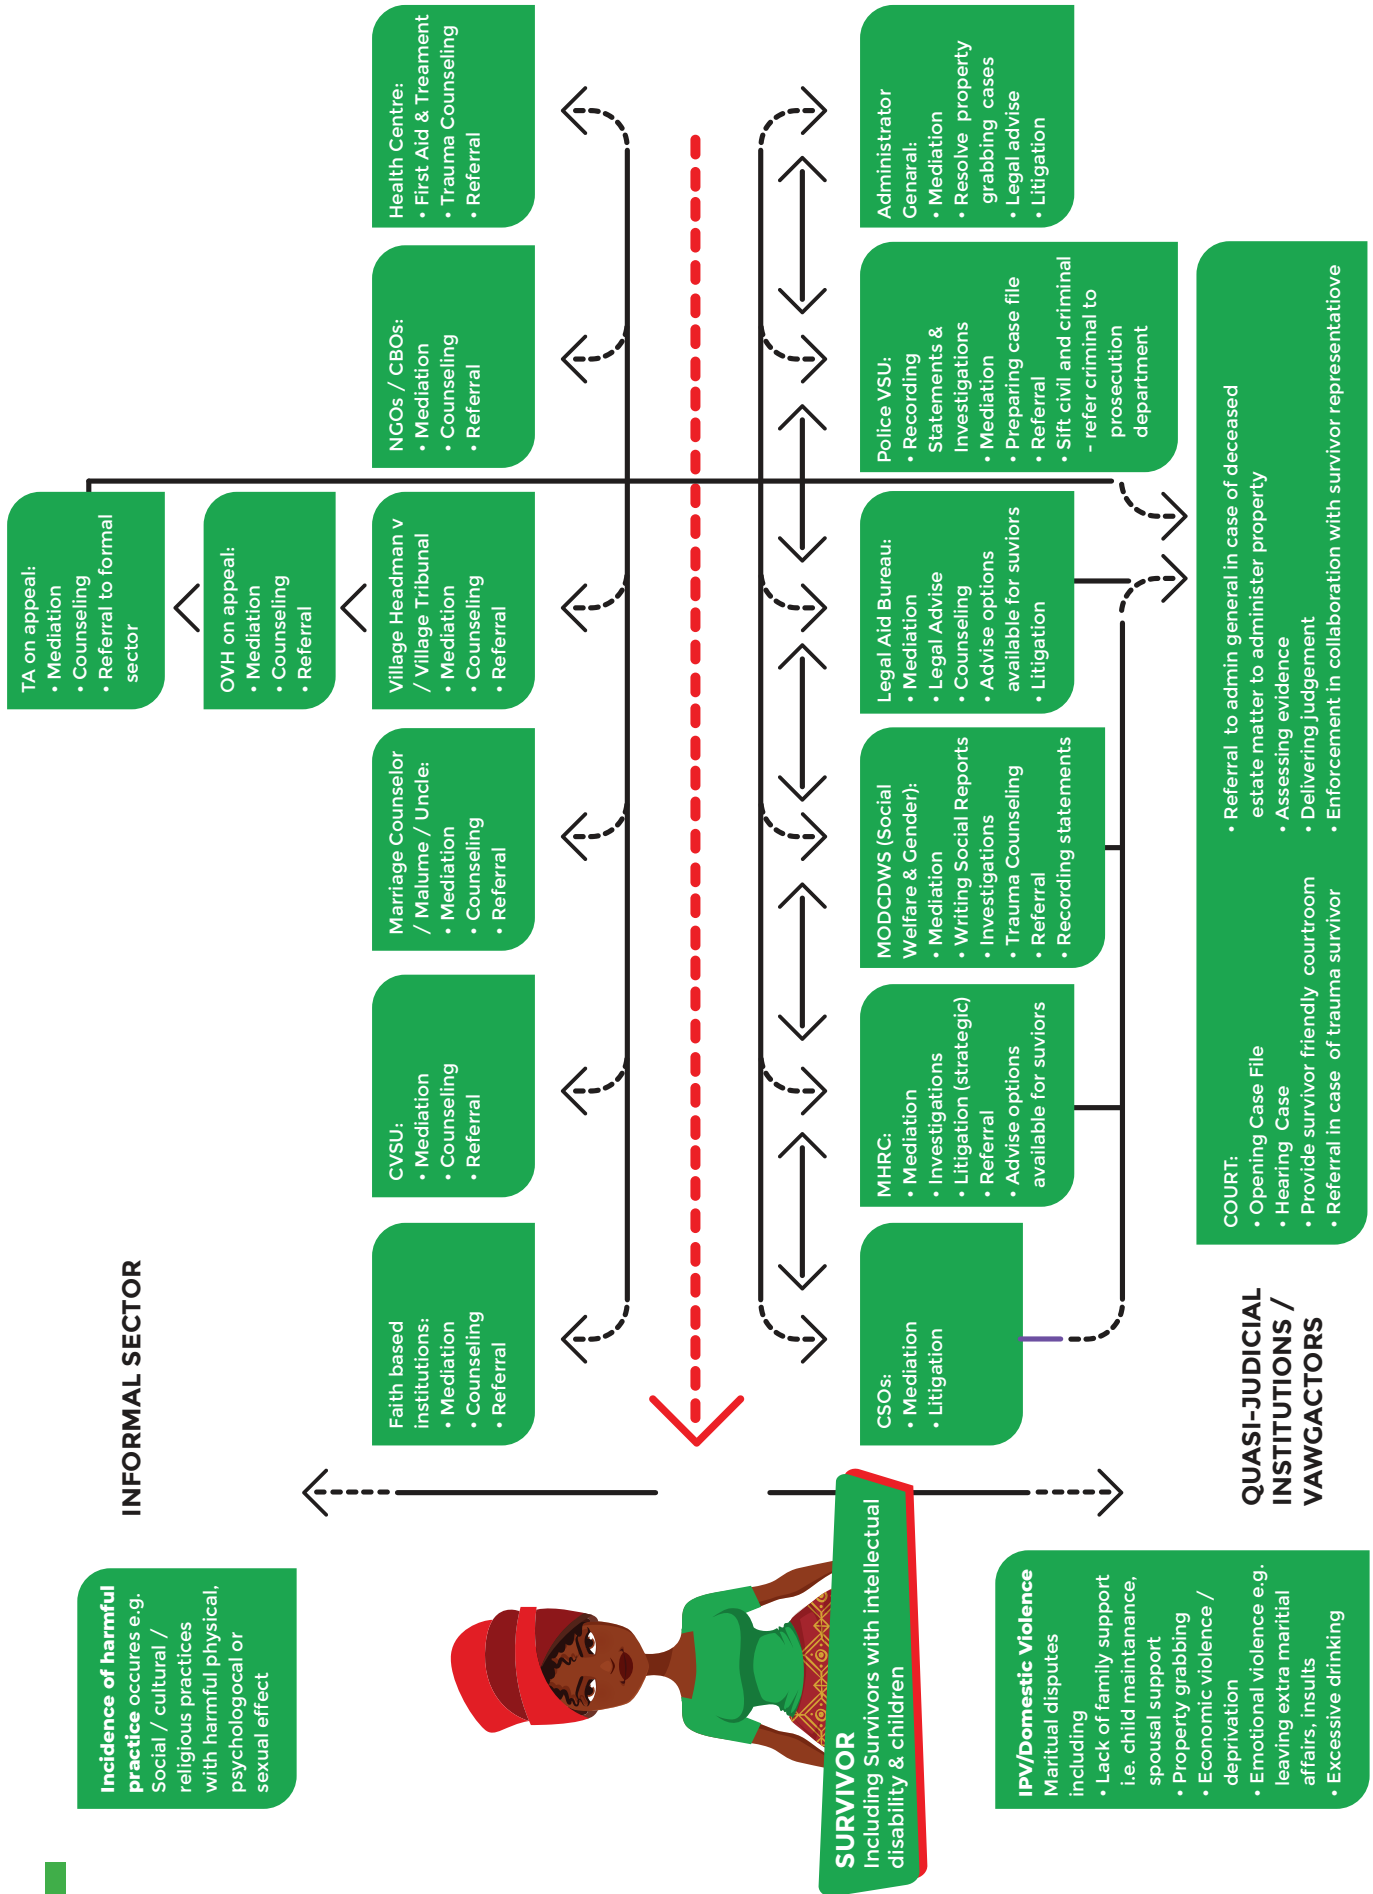 Incidence of harmful
practice occures e.g.
Social / cultural /
religious practices
with harmful physical,
psychologocal or
sexual effect
INFORMAL SECTOR
TA on appeal:
• Mediation
• Counseling
• Referral to formal
sector
OVH on appeal:
• Mediation
• Counseling
• Referral
Faith based
institutions:
• Mediation
• Counseling
• Referral
CVSU:
• Mediation
• Counseling
• Referral
Marriage Counselor
/ Malume / Uncle:
• Mediation
• Counseling
• Referral
Village Headman v
/ Village Tribunal
• Mediation
• Counseling
• Referral
NGOs / CBOs:
• Mediation
• Counseling
• Referral
Health Centre:
• First Aid & Treament
• Trauma Counseling
• Referral
SURVIVOR
Including Survivors with intellectual
disability & children
CSOs:
• Mediation
• Litigation
MHRC:
• Mediation
• Investigations
• Litigation (strategic)
• Referral
• Advise options
available for suviors
MODCDWS (Social
Welfare & Gender):
• Mediation
• Writing Social Reports
• Investigations
• Trauma Counseling
• Referral
• Recording statements
Legal Aid Bureau:
• Mediation
• Legal Advise
• Counseling
• Advise options
available for suviors
• Litigation
Police VSU:
• Recording
Statements &
Investigations
• Mediation
• Preparing case file
• Referral
• Sift civil and criminal
- refer criminal to
prosecution
department
Administrator
Genaral:
• Mediation
• Resolve property
grabbing cases
• Legal advise
• Litigation
IPV/Domestic Violence
Maritual disputes
including
• Lack of family support
i.e. child maintanance,
spousal support
• Property grabbing
• Economic violence /
deprivation
• Emotional violence e.g.
leaving extra maritial
affairs, insults
• Excessive drinking
QUASI-JUDICIAL
INSTITUTIONS /
VAWGACTORS
COURT:
• Opening Case File
• Hearing Case
• Provide survivor friendly courtroom
• Referral in case of trauma survivor
• Referral to admin general in case of deceased
estate matter to administer property
• Assessing evidence
• Delivering judgement
• Enforcement in collaboration with survivor representatiove